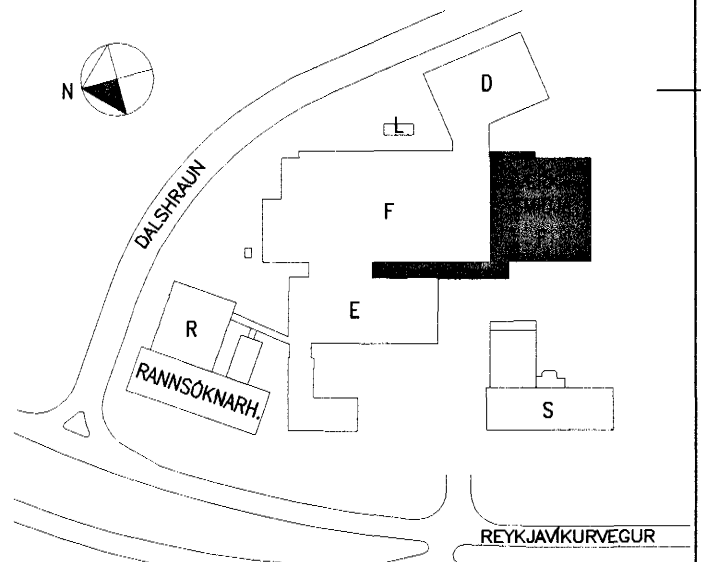 D
N
L
DALSHRAUN
F
E
R
RANNSÓKNARH.
S
REYKJAVÍKURVEGUR